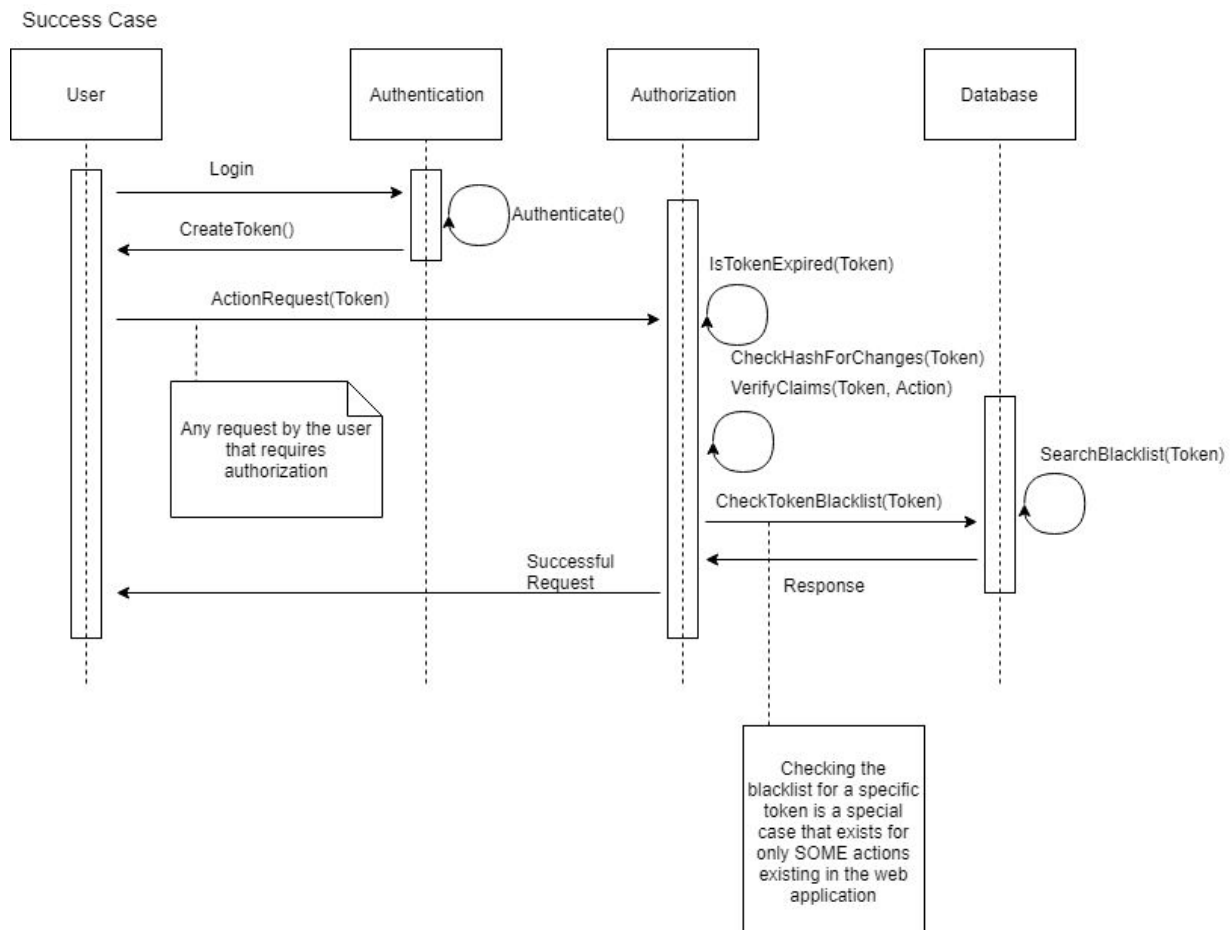 Success Case
User
Authentication
Authorization
Database
Login
Authenticate()
CreateToken()
IsTokenExpired(Token)
ActionRequest(Token)
CheckHashForChanges(Token)
VerifyClaims(Token, Action)
Any request by the user
that requires
authorization
SearchBlacklist(Token)
CheckTokenBlacklist(Token)
Successful
Request
Response
Checking the
blacklist for a specific
token is a special
case that exists for
only SOME actions
existing in the web
application